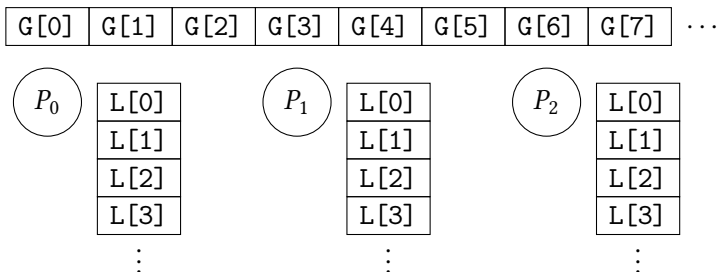 G[0] G[1] G[2] G[3] G[4] G[5] G[6] G[7] ⋯
P₀ L[0] P₁ L[0] P₂ L[0]
L[1] L[1] L[1]
L[2] L[2] L[2]
L[3] L[3] L[3]
⋮ ⋮ ⋮